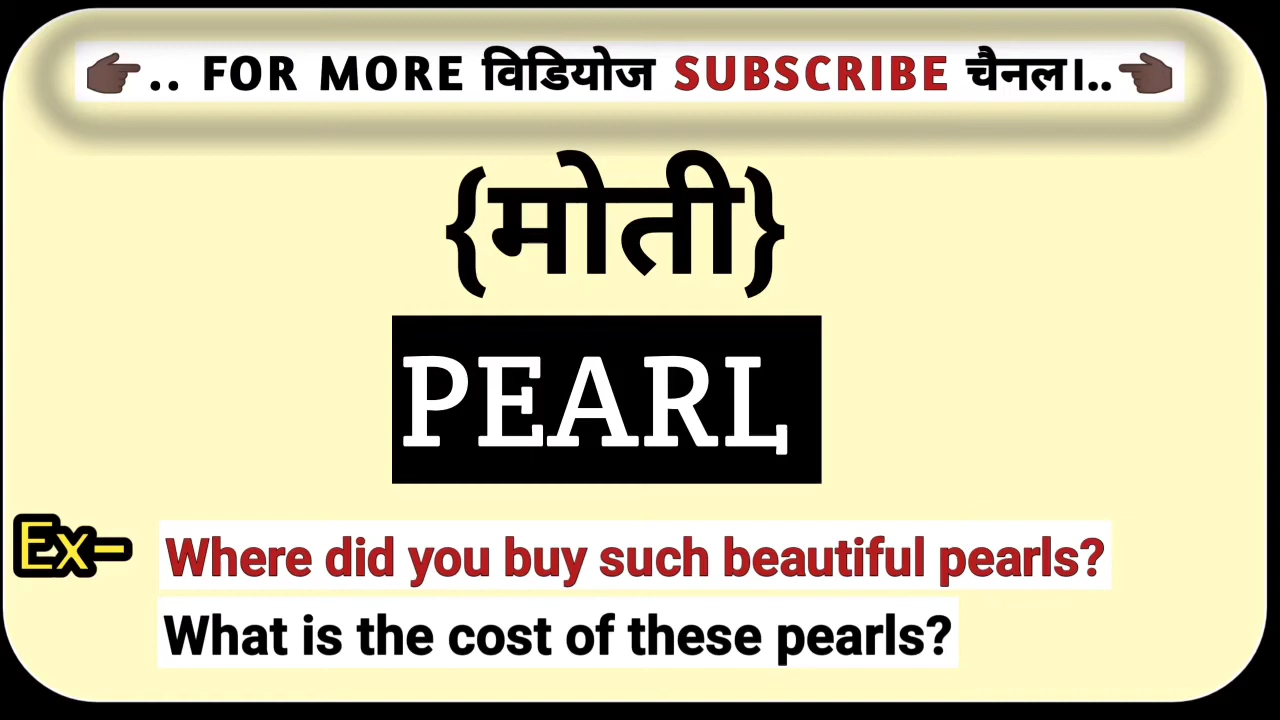 .. FOR MORE विडियोज SUBSCRIBE चैनल।..
{मोती}
PEARL
Ex- Where did you buy such beautiful pearls?
What is the cost of these pearls?